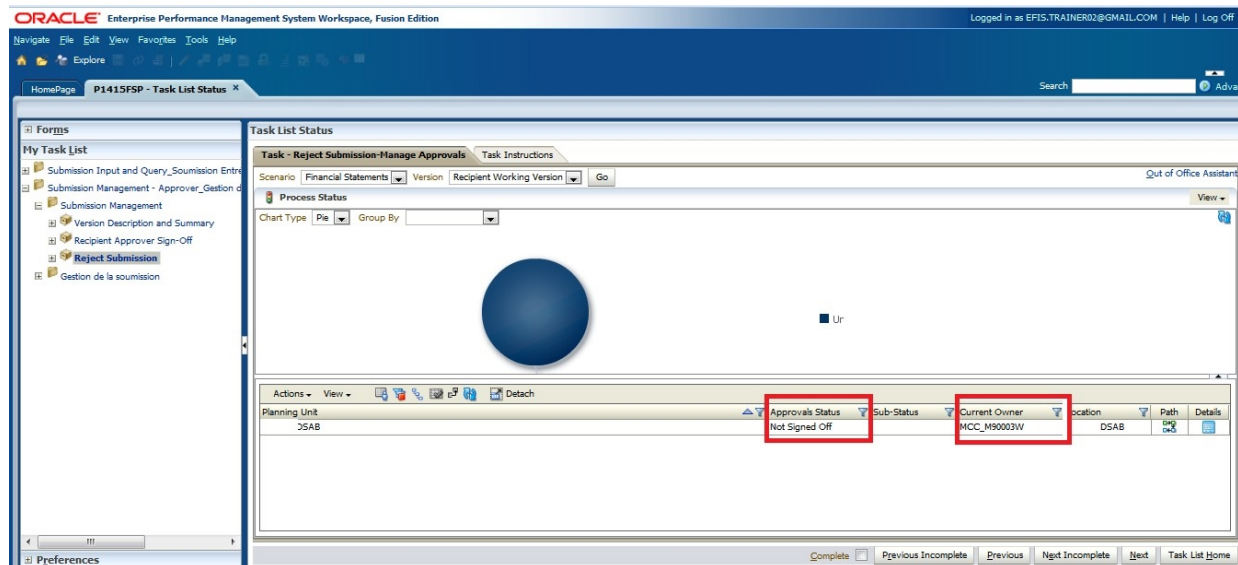 ORACLE Enterprise Performance Management System Workspace, Fusion Edition Logged in as EFIS.TRAINER02@GMAIL.COM | Help | Log Off
Navigate File Edit View Favorites Tools Help
Explore
HomePage P1415FSP - Task List Status × Search Adva
Forms
My Task List
Submission Input and Query_Soumission Entre
Submission Management - Approver_Gestion d
Submission Management
Version Description and Summary
Recipient Approver Sign-Off
Reject Submission
Gestion de la soumission
Preferences
Task List Status
Task - Reject Submission-Manage Approvals Task Instructions
Scenario Financial Statements Version Recipient Working Version Go Out of Office Assistant
Process Status View
Chart Type Pie Group By
Ur
Actions View Detach
Planning Unit Approvals Status Sub-Status Current Owner ocation Path Details
DSAB Not Signed Off MCC_M90003W DSAB
Complete Previous Incomplete Previous Next Incomplete Next Task List Home